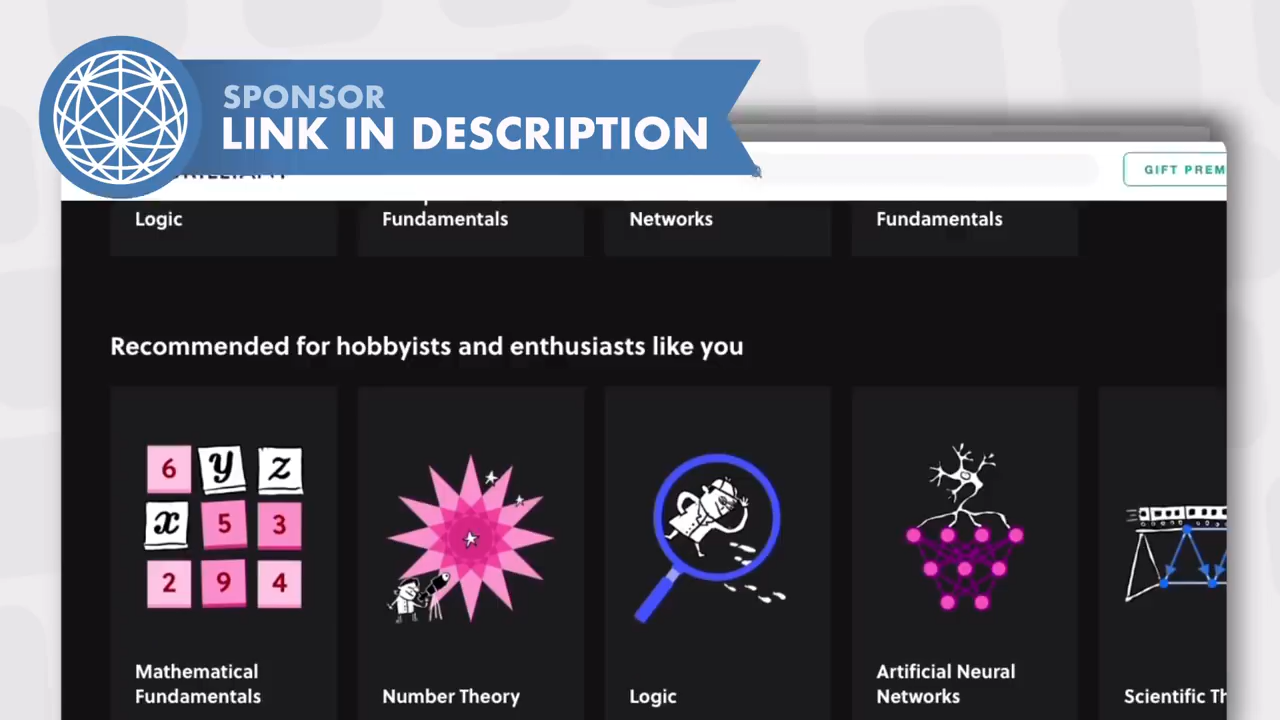 SPONSOR
LINK IN DESCRIPTION
GIFT PREM
Logic
Fundamentals
Networks
Fundamentals
Recommended for hobbyists and enthusiasts like you
6 y z
x 5 3
2 9 4
Mathematical
Fundamentals
Number Theory
Logic
Artificial Neural
Networks
Scientific Th